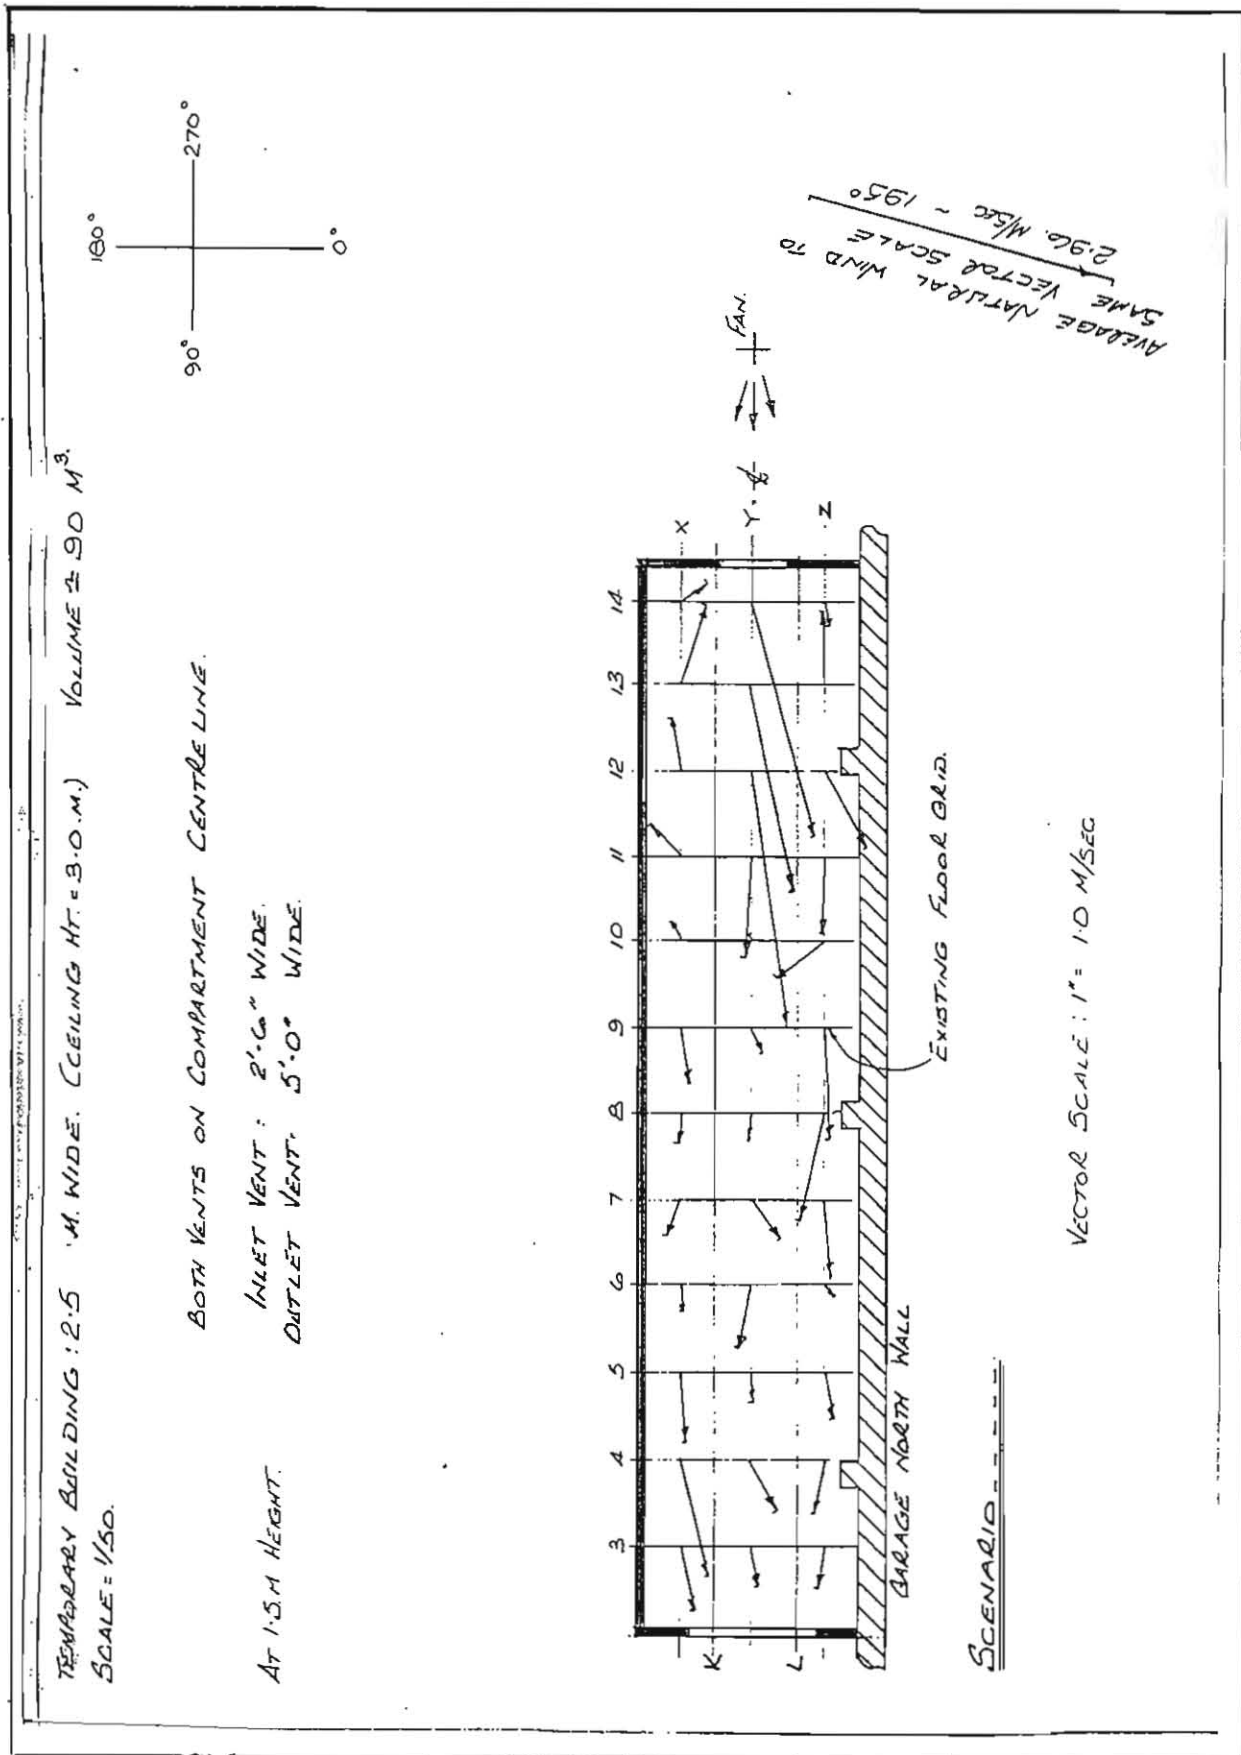 TEMPORARY BUILDING : 2.5 M. WIDE. (CEILING HT. = 3.0.M.) VOLUME ≃ 90 M³.
SCALE = 1/50.
180°
90°
270°
0°
BOTH VENTS ON COMPARTMENT CENTRE LINE.
INLET VENT : 2'.6" WIDE.
OUTLET VENT. 5'.0" WIDE.
AT 1.5.M HEIGHT.
3 4 5 6 7 8 9 10 11 12 13 14
X
Y.
Z
K
L
FAN.
AVERAGE NATURAL WIND TO
SAME VECTOR SCALE
2.96. M/SEC ~ 195°
GARAGE NORTH WALL
EXISTING FLOOR GRID.
SCENARIO - - - - -
VECTOR SCALE : 1" = 1.0 M/SEC